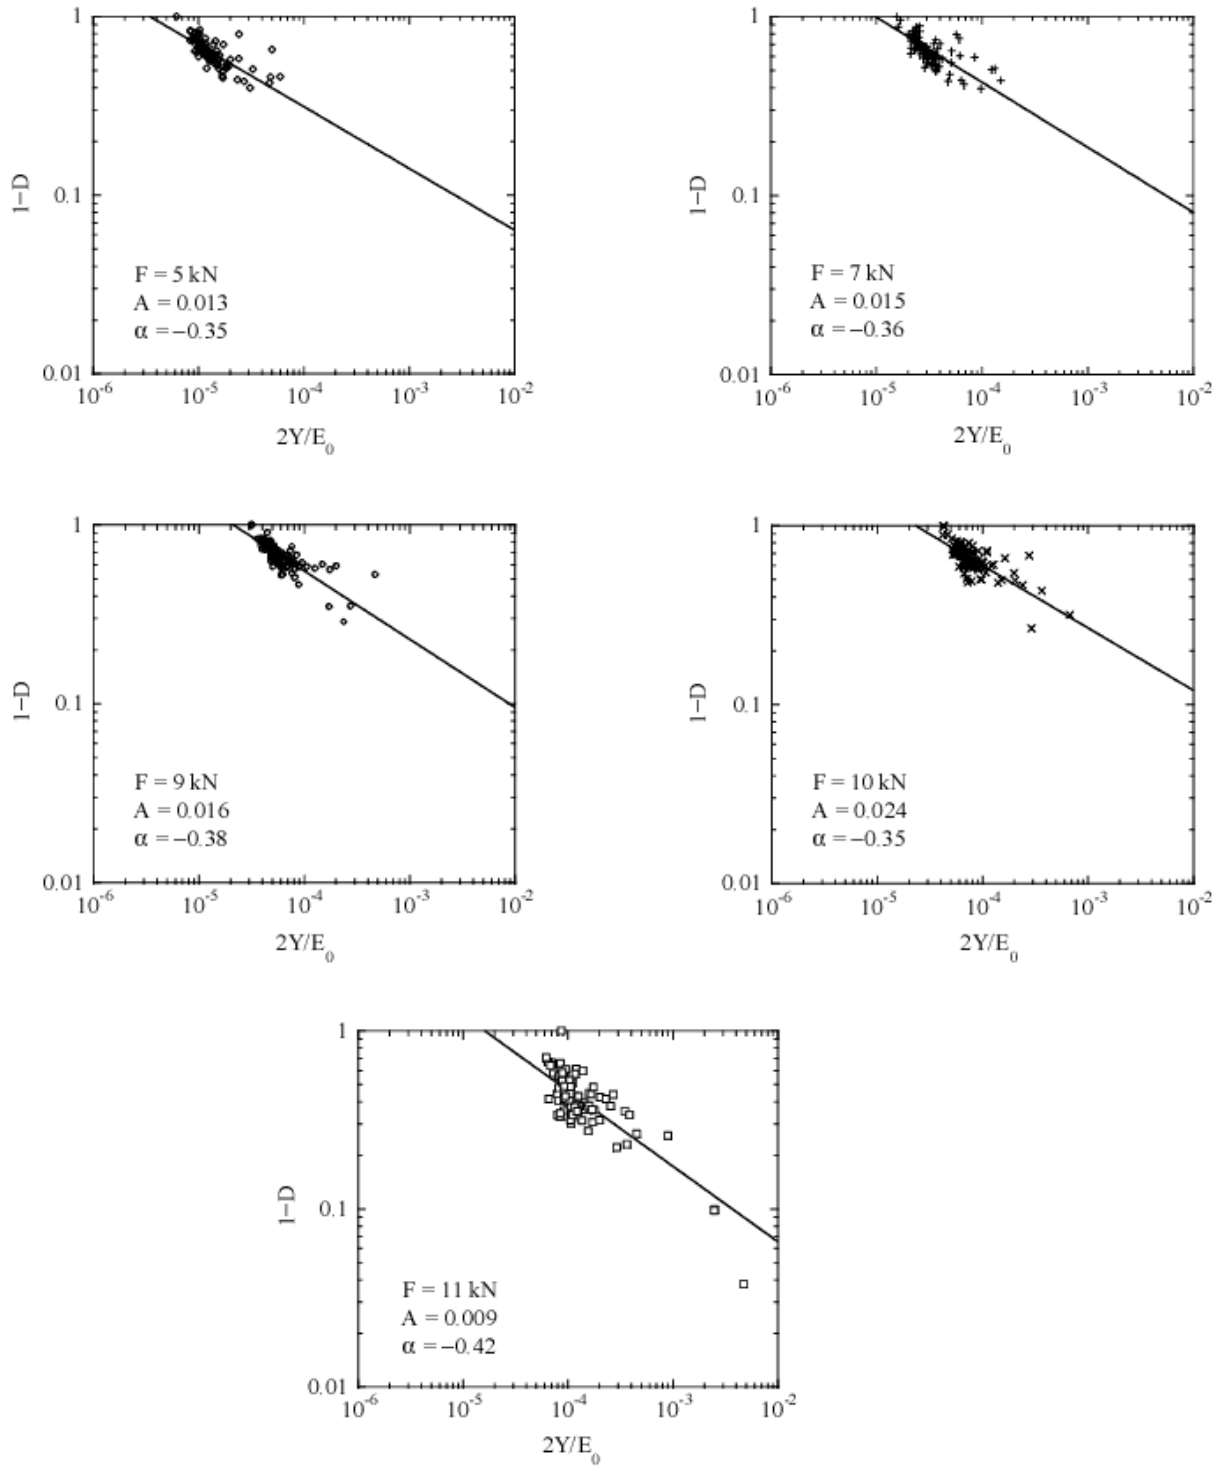 1
0.1
0.01
1−D
F = 5 kN
A = 0.013
α = −0.35
10⁻⁶ 10⁻⁵ 10⁻⁴ 10⁻³ 10⁻²
2Y/E₀
1
0.1
0.01
1−D
F = 7 kN
A = 0.015
α = −0.36
10⁻⁶ 10⁻⁵ 10⁻⁴ 10⁻³ 10⁻²
2Y/E₀
1
0.1
0.01
1−D
F = 9 kN
A = 0.016
α = −0.38
10⁻⁶ 10⁻⁵ 10⁻⁴ 10⁻³ 10⁻²
2Y/E₀
1
0.1
0.01
1−D
F = 10 kN
A = 0.024
α = −0.35
10⁻⁶ 10⁻⁵ 10⁻⁴ 10⁻³ 10⁻²
2Y/E₀
1
0.1
0.01
1−D
F = 11 kN
A = 0.009
α = −0.42
10⁻⁶ 10⁻⁵ 10⁻⁴ 10⁻³ 10⁻²
2Y/E₀